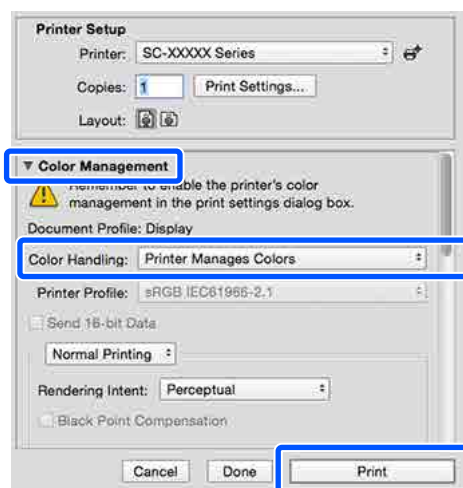 Printer Setup
Printer: SC-XXXXX Series
Copies: 1 Print Settings...
Layout:
▼ Color Management
Remember to enable the printer's color
management in the print settings dialog box.
Document Profile: Display
Color Handling: Printer Manages Colors
Printer Profile: sRGB IEC61966-2.1
Send 16-bit Data
Normal Printing
Rendering Intent: Perceptual
Black Point Compensation
Cancel Done Print